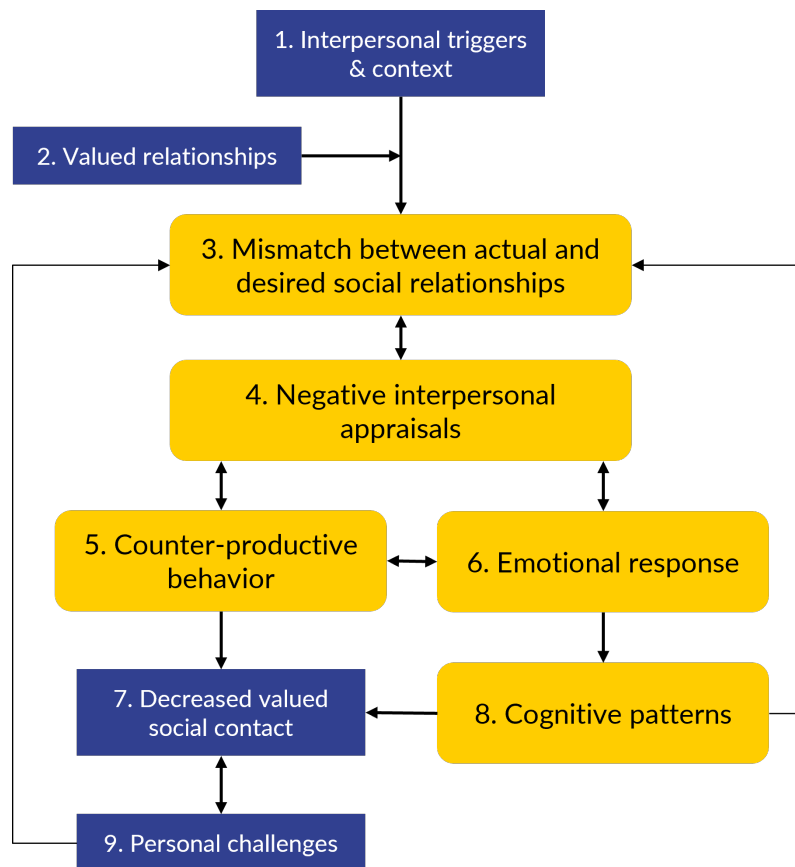 1. Interpersonal triggers
& context
2. Valued relationships
3. Mismatch between actual and
desired social relationships
4. Negative interpersonal
appraisals
5. Counter-productive
behavior
6. Emotional response
7. Decreased valued
social contact
8. Cognitive patterns
9. Personal challenges